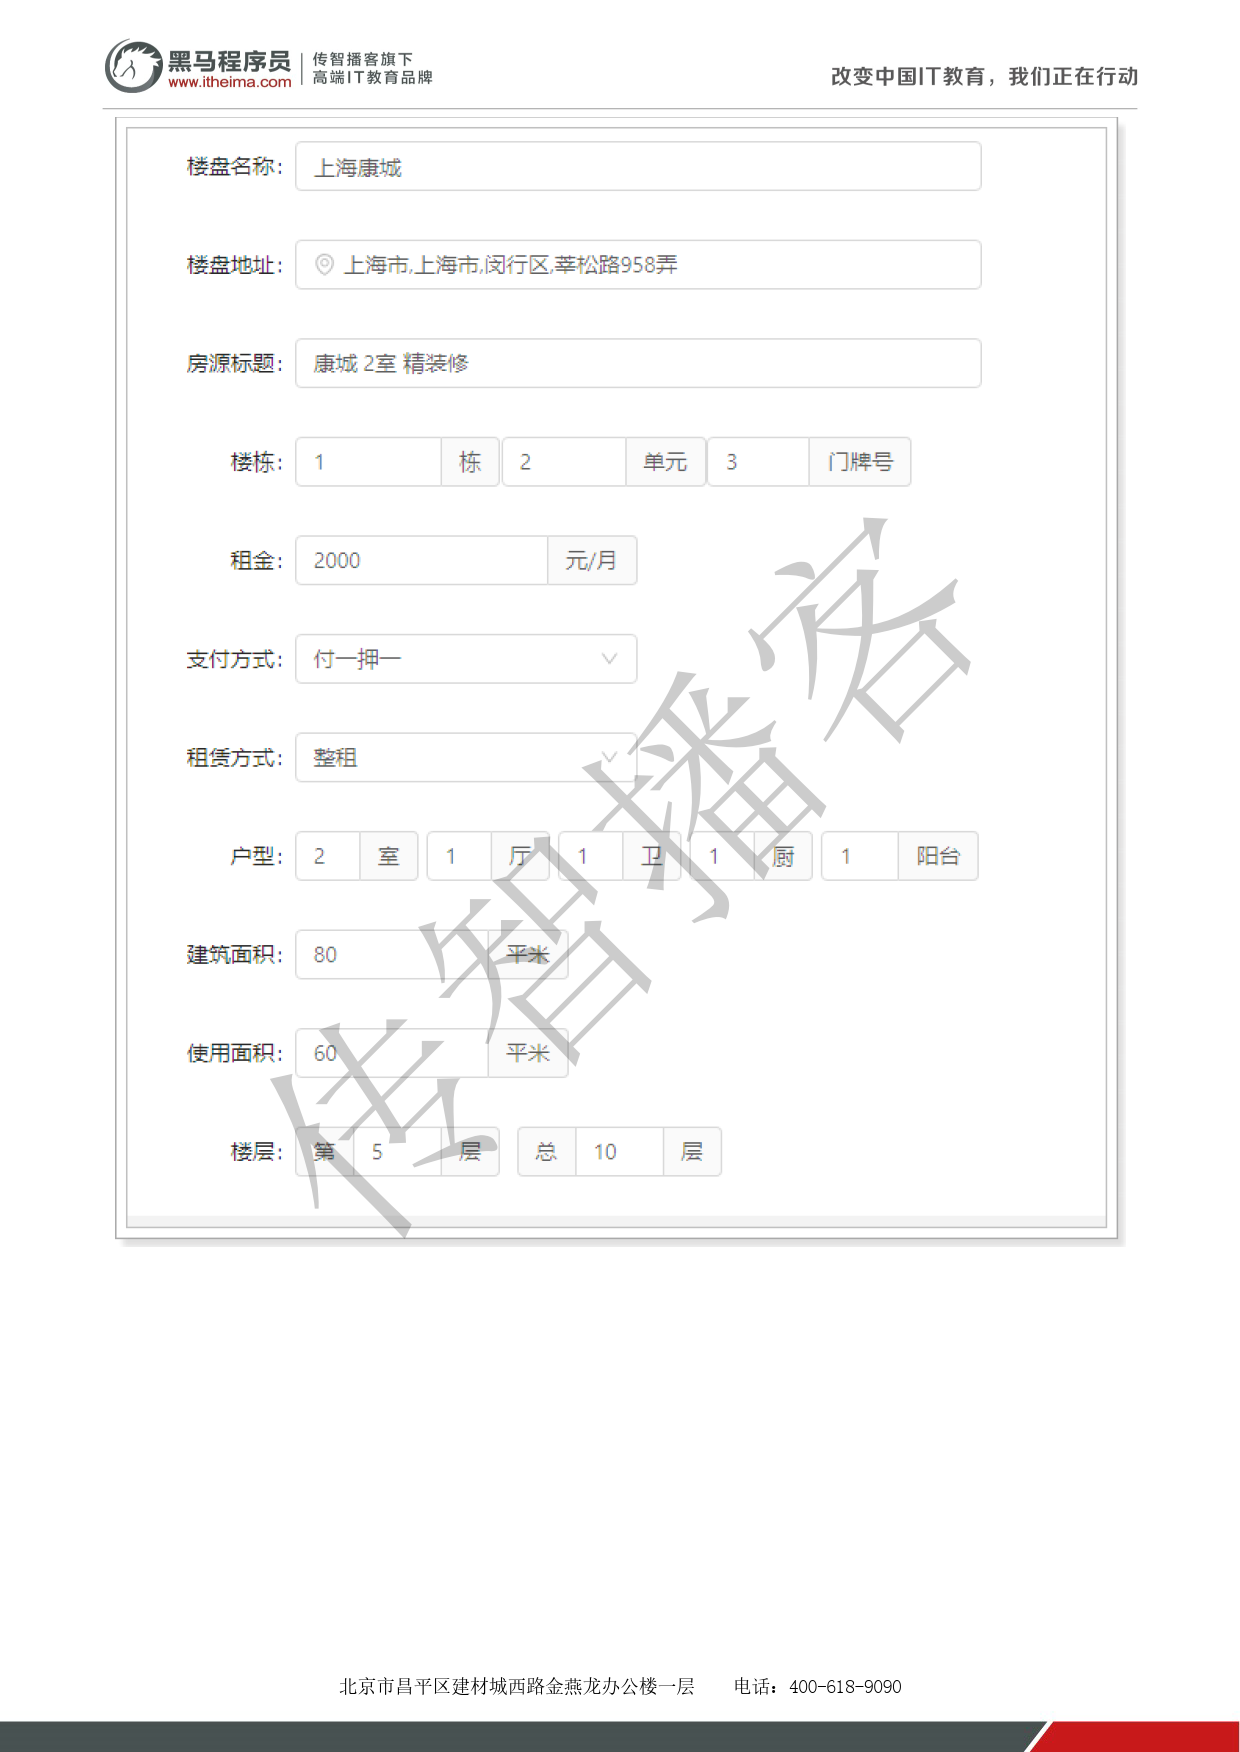 黑马程序员
www.itheima.com
传智播客旗下
高端IT教育品牌
改变中国IT教育，我们正在行动
楼盘名称： 上海康城
楼盘地址： 上海市,上海市,闵行区,莘松路958弄
房源标题： 康城 2室 精装修
楼栋： 1 栋 2 单元 3 门牌号
租金： 2000 元/月
支付方式： 付一押一
租赁方式： 整租
户型： 2 室 1 厅 1 卫 1 厨 1 阳台
建筑面积： 80 平米
使用面积： 60 平米
楼层： 第 5 层 总 10 层
传智播客
北京市昌平区建材城西路金燕龙办公楼一层 电话：400-618-9090